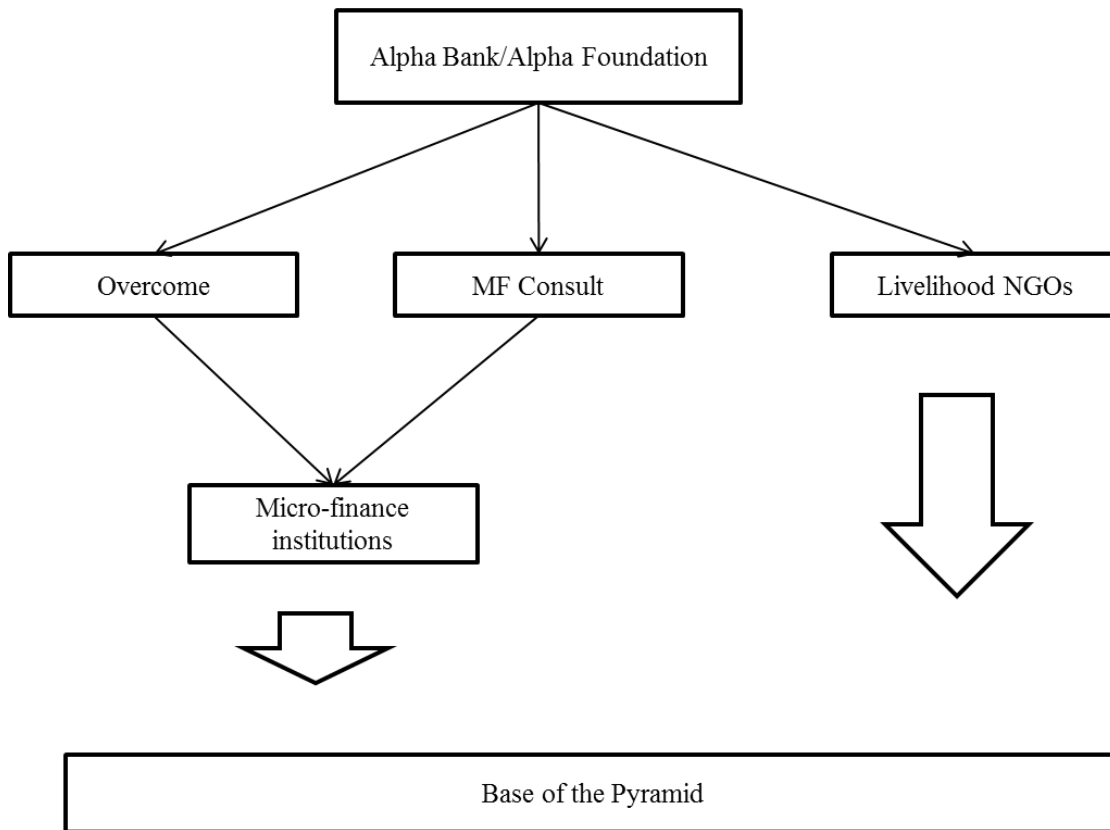 Alpha Bank/Alpha Foundation
Overcome
MF Consult
Livelihood NGOs
Micro-finance
institutions
Base of the Pyramid